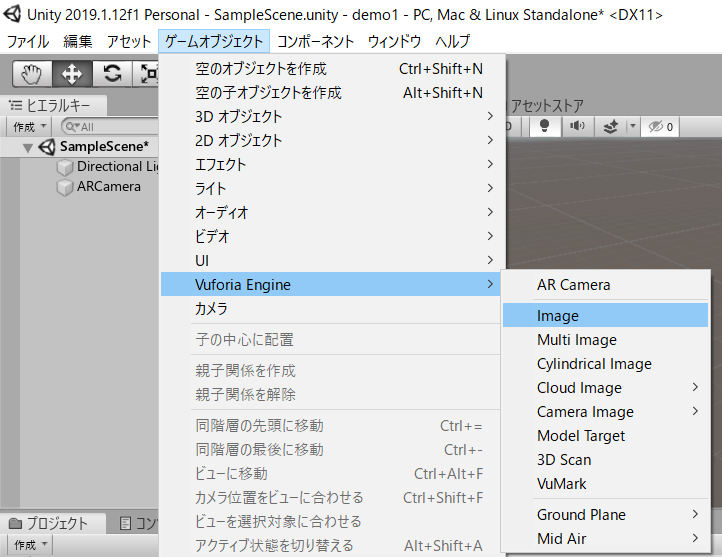 Unity 2019.1.12f1 Personal - SampleScene.unity - demo1 - PC, Mac & Linux Standalone* <DX11>
ファイル 編集 アセット ゲームオブジェクト コンポーネント ウィンドウ ヘルプ
ヒエラルキー
作成
All
SampleScene*
Directional Li
ARCamera
空のオブジェクトを作成 Ctrl+Shift+N
空の子オブジェクトを作成 Alt+Shift+N
3D オブジェクト
2D オブジェクト
エフェクト
ライト
オーディオ
ビデオ
UI
Vuforia Engine
カメラ
子の中心に配置
親子関係を作成
親子関係を解除
同階層の先頭に移動 Ctrl+=
同階層の最後に移動 Ctrl+-
ビューに移動 Ctrl+Alt+F
カメラ位置をビューに合わせる Ctrl+Shift+F
ビューを選択対象に合わせる
アクティブ状態を切り替える Alt+Shift+A
アセットストア
0
AR Camera
Image
Multi Image
Cylindrical Image
Cloud Image
Camera Image
Model Target
3D Scan
VuMark
Ground Plane
Mid Air
プロジェクト
コン
作成